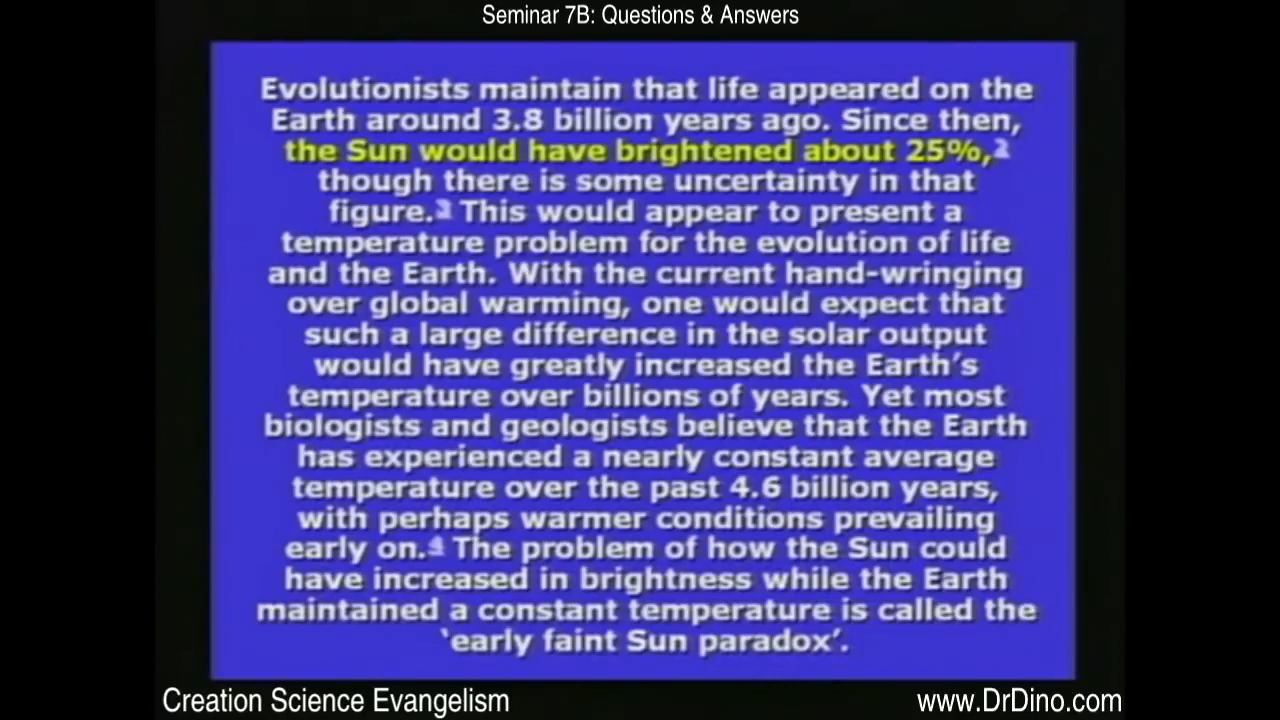 Seminar 7B: Questions & Answers
Evolutionists maintain that life appeared on the
Earth around 3.8 billion years ago. Since then,
the Sun would have brightened about 25%,2
though there is some uncertainty in that
figure.3 This would appear to present a
temperature problem for the evolution of life
and the Earth. With the current hand-wringing
over global warming, one would expect that
such a large difference in the solar output
would have greatly increased the Earth's
temperature over billions of years. Yet most
biologists and geologists believe that the Earth
has experienced a nearly constant average
temperature over the past 4.6 billion years,
with perhaps warmer conditions prevailing
early on.4 The problem of how the Sun could
have increased in brightness while the Earth
maintained a constant temperature is called the
‘early faint Sun paradox’.
Creation Science Evangelism
www.DrDino.com